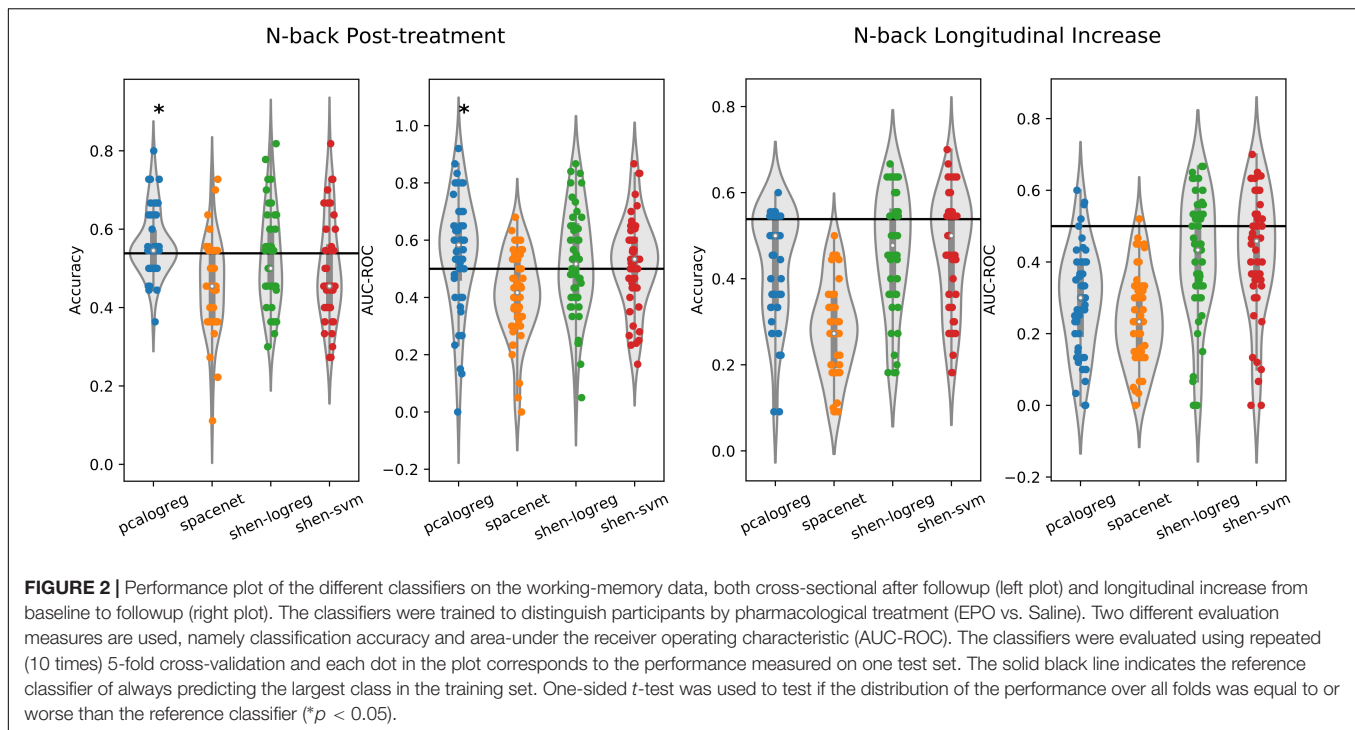 N-back Post-treatment
N-back Longitudinal Increase
Accuracy
0.8
0.6
0.4
0.2
0.0
*
pcalogreg
spacenet
shen-logreg
shen-svm
AUC-ROC
1.0
0.8
0.6
0.4
0.2
0.0
−0.2
*
pcalogreg
spacenet
shen-logreg
shen-svm
Accuracy
0.8
0.6
0.4
0.2
0.0
pcalogreg
spacenet
shen-logreg
shen-svm
AUC-ROC
0.8
0.6
0.4
0.2
0.0
−0.2
pcalogreg
spacenet
shen-logreg
shen-svm
FIGURE 2 | Performance plot of the different classifiers on the working-memory data, both cross-sectional after followup (left plot) and longitudinal increase from
baseline to followup (right plot). The classifiers were trained to distinguish participants by pharmacological treatment (EPO vs. Saline). Two different evaluation
measures are used, namely classification accuracy and area-under the receiver operating characteristic (AUC-ROC). The classifiers were evaluated using repeated
(10 times) 5-fold cross-validation and each dot in the plot corresponds to the performance measured on one test set. The solid black line indicates the reference
classifier of always predicting the largest class in the training set. One-sided t-test was used to test if the distribution of the performance over all folds was equal to or
worse than the reference classifier (*p < 0.05).